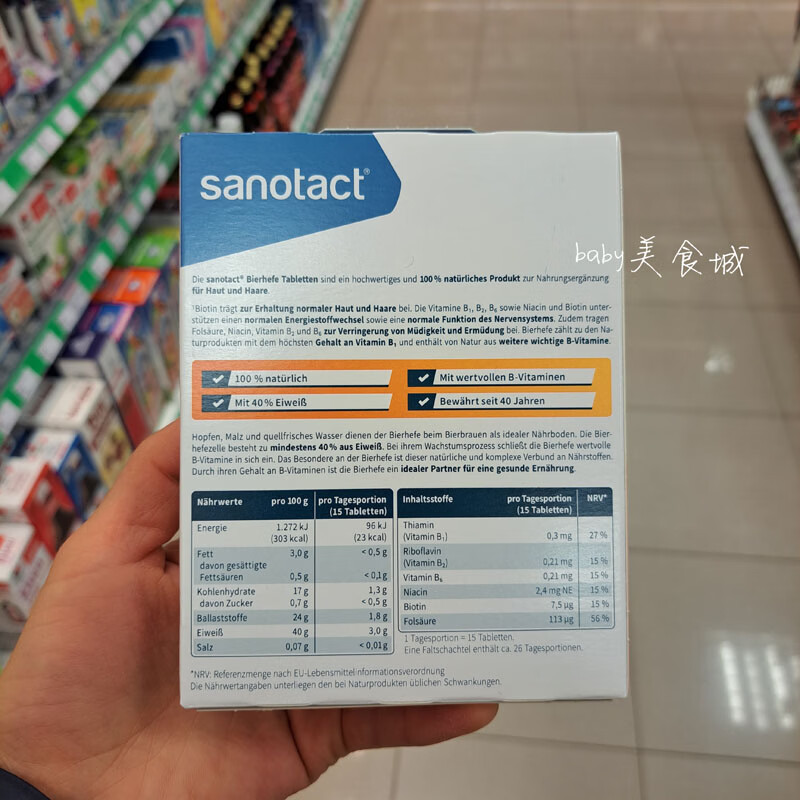 sanotact®
baby美食城
Die sanotact® Bierhefe Tabletten sind ein hochwertiges und 100 % natürliches Produkt zur Nahrungsergänzung
für Haut und Haare.
¹Biotin trägt zur Erhaltung normaler Haut und Haare bei. Die Vitamine B₁, B₂, B₆ sowie Niacin und Biotin unter-
stützen einen normalen Energiestoffwechsel sowie eine normale Funktion des Nervensystems. Zudem tragen
Folsäure, Niacin, Vitamin B₂ und B₆ zur Verringerung von Müdigkeit und Ermüdung bei. Bierhefe zählt zu den Na-
turprodukten mit dem höchsten Gehalt an Vitamin B₁ und enthält von Natur aus weitere wichtige B-Vitamine.
100 % natürlich
Mit wertvollen B-Vitaminen
Mit 40 % Eiweiß
Bewährt seit 40 Jahren
Hopfen, Malz und quellfrisches Wasser dienen der Bierhefe beim Bierbrauen als idealer Nährboden. Die Bier-
hefezelle besteht zu mindestens 40 % aus Eiweiß. Bei ihrem Wachstumsprozess schließt die Bierhefe wertvolle
B-Vitamine in sich ein. Das Besondere an der Bierhefe ist dieser natürliche und komplexe Verbund an Nährstoffen.
Durch ihren Gehalt an B-Vitaminen ist die Bierhefe ein idealer Partner für eine gesunde Ernährung.
Nährwerte pro 100 g pro Tagesportion
(15 Tabletten)
Energie 1.272 kJ 96 kJ
(303 kcal) (23 kcal)
Fett 3,0 g < 0,5 g
davon gesättigte
Fettsäuren 0,5 g < 0,1 g
Kohlenhydrate 17 g 1,3 g
davon Zucker 0,7 g < 0,5 g
Ballaststoffe 24 g 1,8 g
Eiweiß 40 g 3,0 g
Salz 0,07 g < 0,01 g
Inhaltsstoffe pro Tagesportion NRV*
(15 Tabletten)
Thiamin
(Vitamin B₁) 0,3 mg 27 %
Riboflavin
(Vitamin B₂) 0,21 mg 15 %
Vitamin B₆ 0,21 mg 15 %
Niacin 2,4 mg NE 15 %
Biotin 7,5 µg 15 %
Folsäure 113 µg 56 %
1 Tagesportion = 15 Tabletten.
Eine Faltschachtel enthält ca. 26 Tagesportionen.
*NRV: Referenzmenge nach EU-Lebensmittelinformationsverordnung
Die Nährwertangaben unterliegen den bei Naturprodukten üblichen Schwankungen.